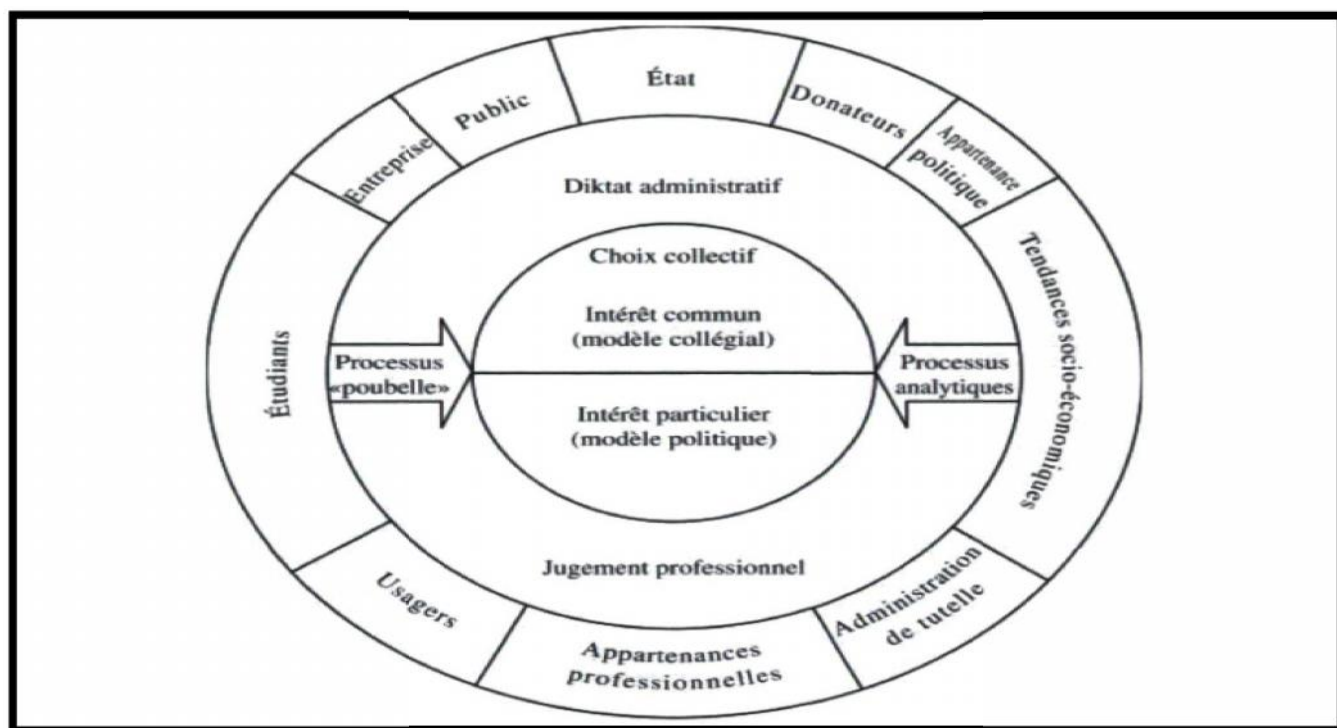 État
Public
Donateurs
Entreprise
Appartenance
politique
Diktat administratif
Choix collectif
Intérêt commun
(modèle collégial)
Étudiants
Processus
«poubelle»
Processus
analytiques
Tendances socio-économiques
Intérêt particulier
(modèle politique)
Jugement professionnel
Usagers
Appartenances
professionnelles
Administration
de tutelle